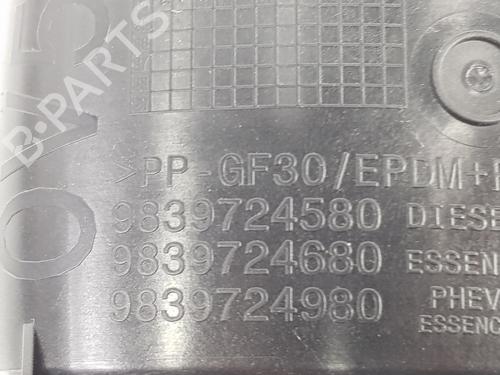 >PP-GF30/EPDM+
9839724580 DIESE
9839724680 ESSEN
9839724980 PHEV
ESSENC
B-PARTS